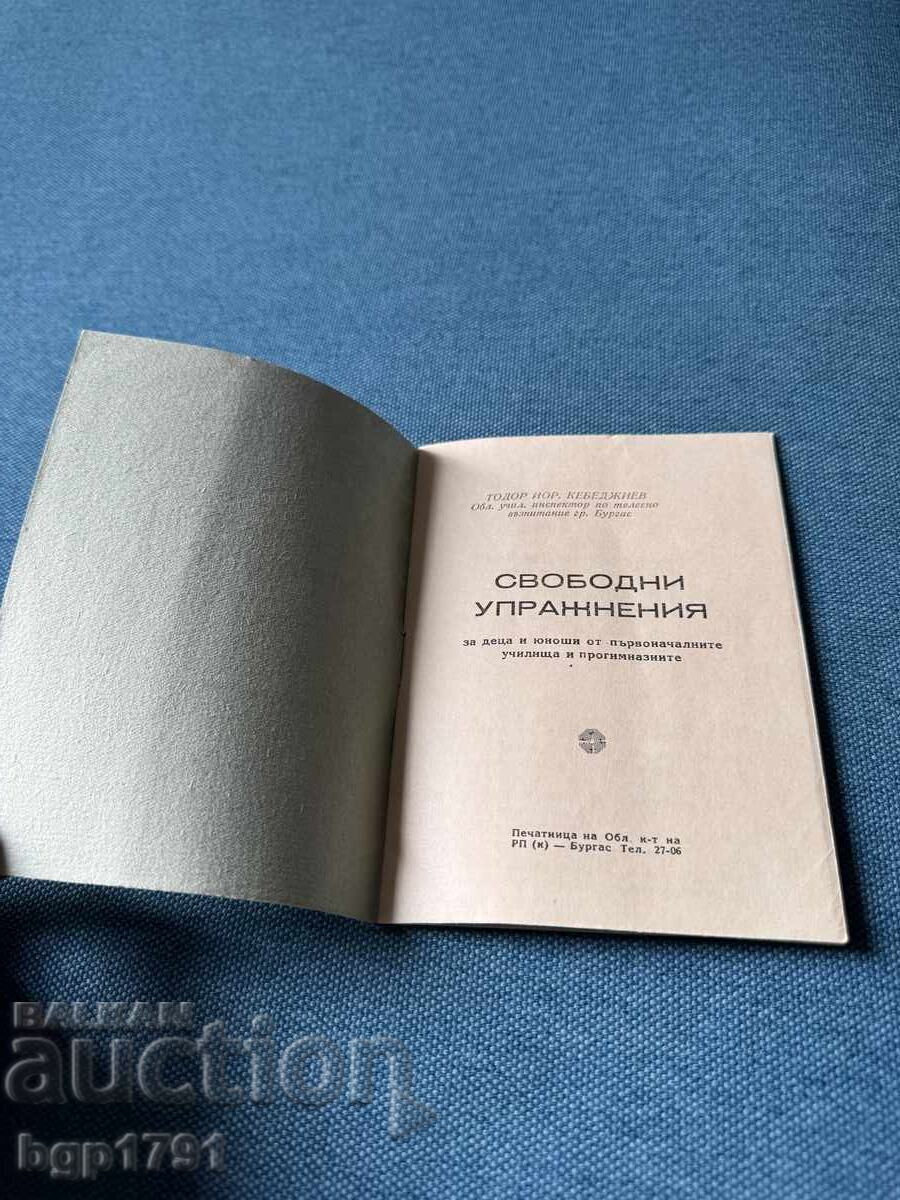 ТОДОР ИОР. КЕБЕДЖИЕВ
Обл. учил. инспектор по телесно
възпитание гр. Бургас
СВОБОДНИ
УПРАЖНЕНИЯ
за деца и юноши от първоначалните
училища и прогимназиите
Печатница на Обл. к-т на
РП (к) — Бургас Тел. 27-06
BALKAN
auction
bgp1791